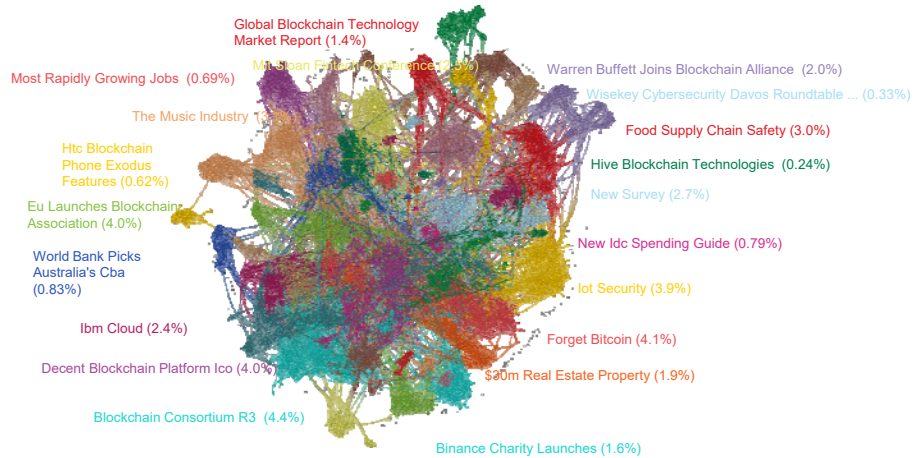 Global Blockchain Technology
Market Report (1.4%)
Mit Sloan Fintech Conference
Most Rapidly Growing Jobs (0.69%)
Warren Buffett Joins Blockchain Alliance (2.0%)
Wisekey Cybersecurity Davos Roundtable ... (0.33%)
The Music Industry
Food Supply Chain Safety (3.0%)
Htc Blockchain
Phone Exodus
Features (0.62%)
Hive Blockchain Technologies (0.24%)
New Survey (2.7%)
Eu Launches Blockchain
Association (4.0%)
New Idc Spending Guide (0.79%)
World Bank Picks
Australia's Cba
(0.83%)
Iot Security (3.9%)
Ibm Cloud (2.4%)
Forget Bitcoin (4.1%)
Decent Blockchain Platform Ico (4.0%)
$30m Real Estate Property (1.9%)
Blockchain Consortium R3 (4.4%)
Binance Charity Launches (1.6%)